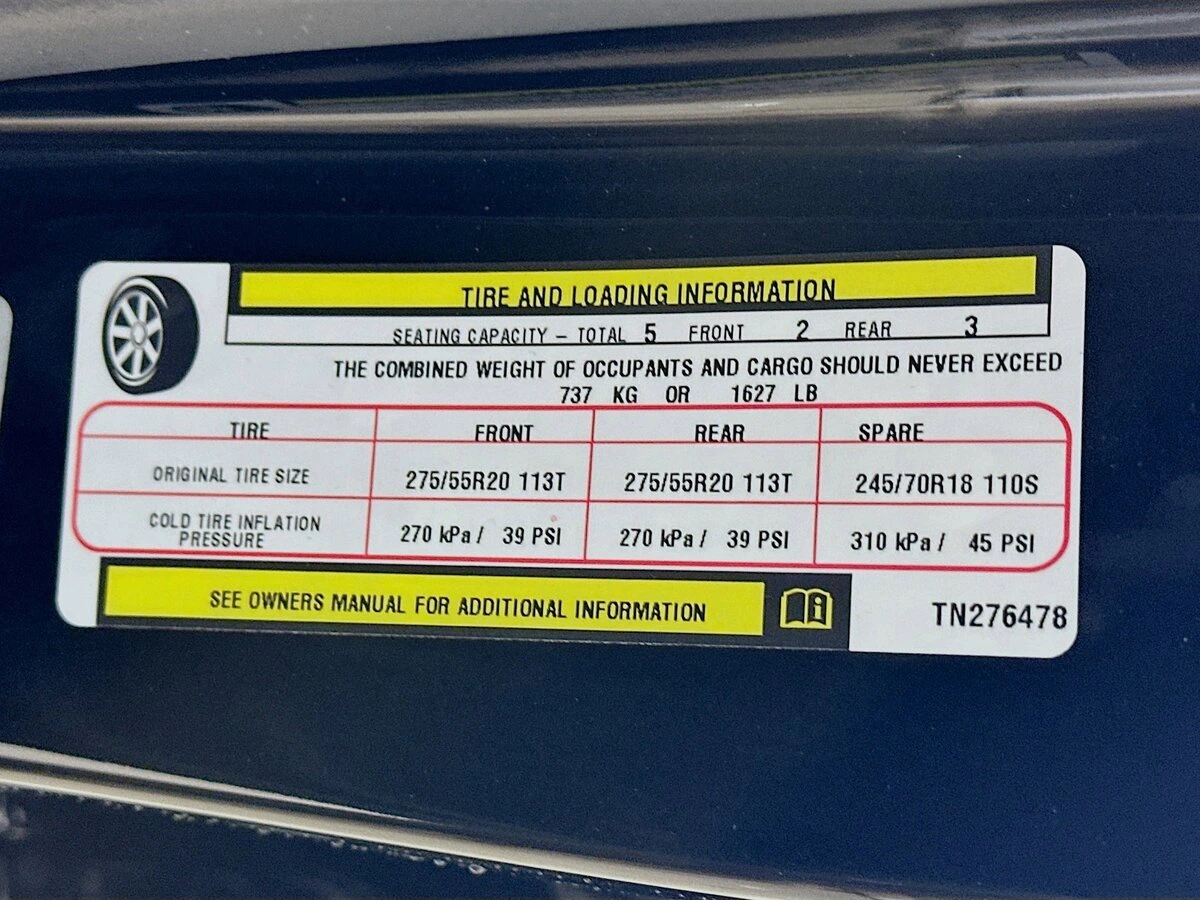 TIRE AND LOADING INFORMATION
SEATING CAPACITY – TOTAL 5 FRONT 2 REAR 3
THE COMBINED WEIGHT OF OCCUPANTS AND CARGO SHOULD NEVER EXCEED
737 KG OR 1627 LB
TIRE FRONT REAR SPARE
ORIGINAL TIRE SIZE 275/55R20 113T 275/55R20 113T 245/70R18 110S
COLD TIRE INFLATION
PRESSURE 270 kPa / 39 PSI 270 kPa / 39 PSI 310 kPa / 45 PSI
SEE OWNERS MANUAL FOR ADDITIONAL INFORMATION
TN276478